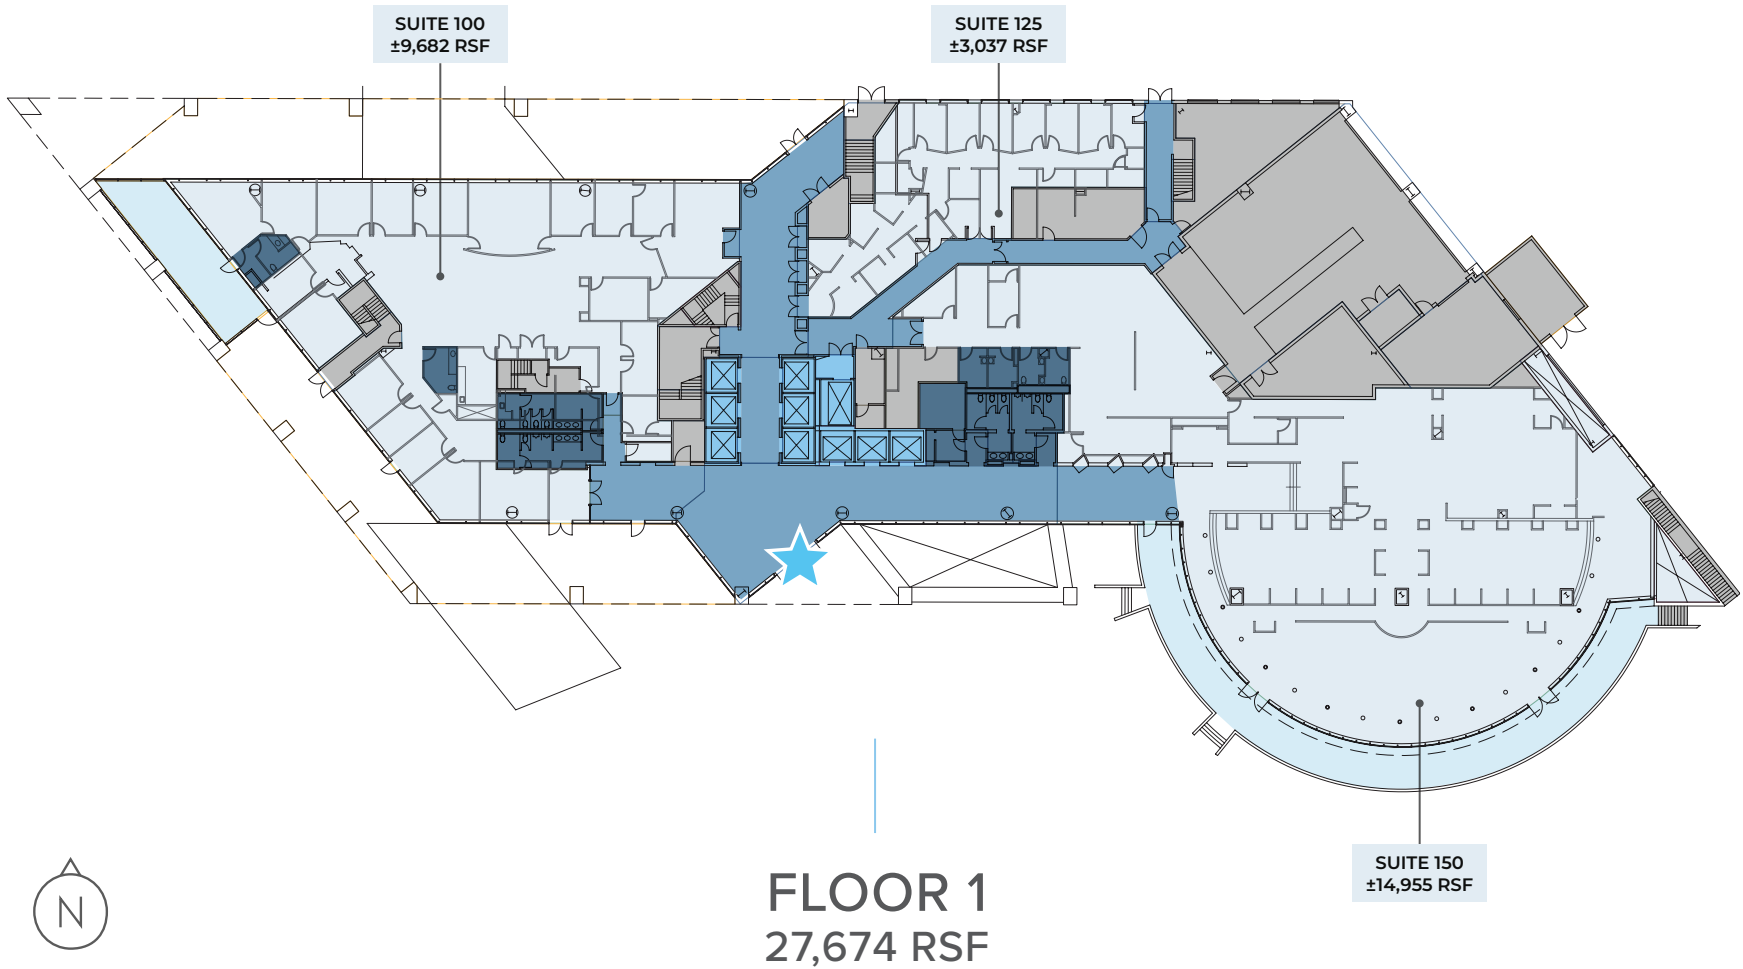 SUITE 100
±9,682 RSF
SUITE 125
±3,037 RSF
SUITE 150
±14,955 RSF
FLOOR 1
27,674 RSF
N